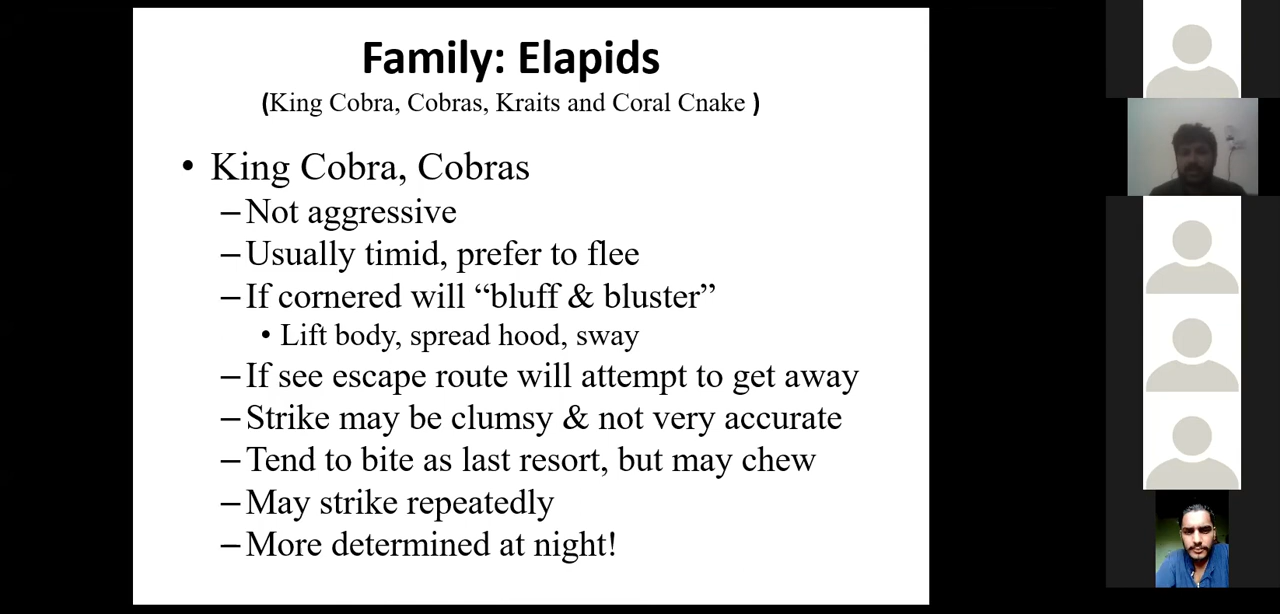 Family: Elapids
(King Cobra, Cobras, Kraits and Coral Cnake )
• King Cobra, Cobras
–Not aggressive
–Usually timid, prefer to flee
–If cornered will “bluff & bluster”
• Lift body, spread hood, sway
–If see escape route will attempt to get away
–Strike may be clumsy & not very accurate
–Tend to bite as last resort, but may chew
–May strike repeatedly
–More determined at night!